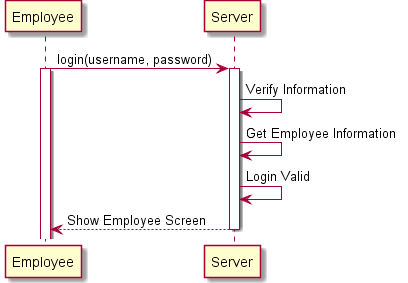 Employee
Server
login(username, password)
Verify Information
Get Employee Information
Login Valid
Show Employee Screen
Employee
Server